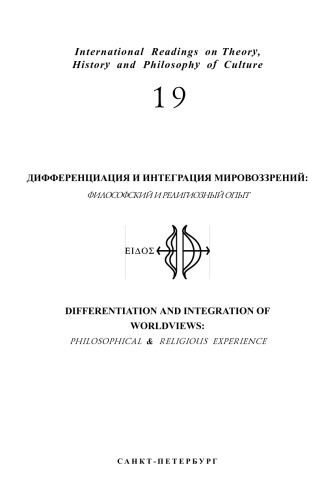 International Readings on Theory,
History and Philosophy of Culture
19
ДИФФЕРЕНЦИАЦИЯ И ИНТЕГРАЦИЯ МИРОВОЗЗРЕНИЙ:
ФИЛОСОФСКИЙ И РЕЛИГИОЗНЫЙ ОПЫТ
ΕΙΔΟΣ
DIFFERENTIATION AND INTEGRATION OF
WORLDVIEWS:
PHILOSOPHICAL & RELIGIOUS EXPERIENCE
САНКТ-ПЕТЕРБУРГ